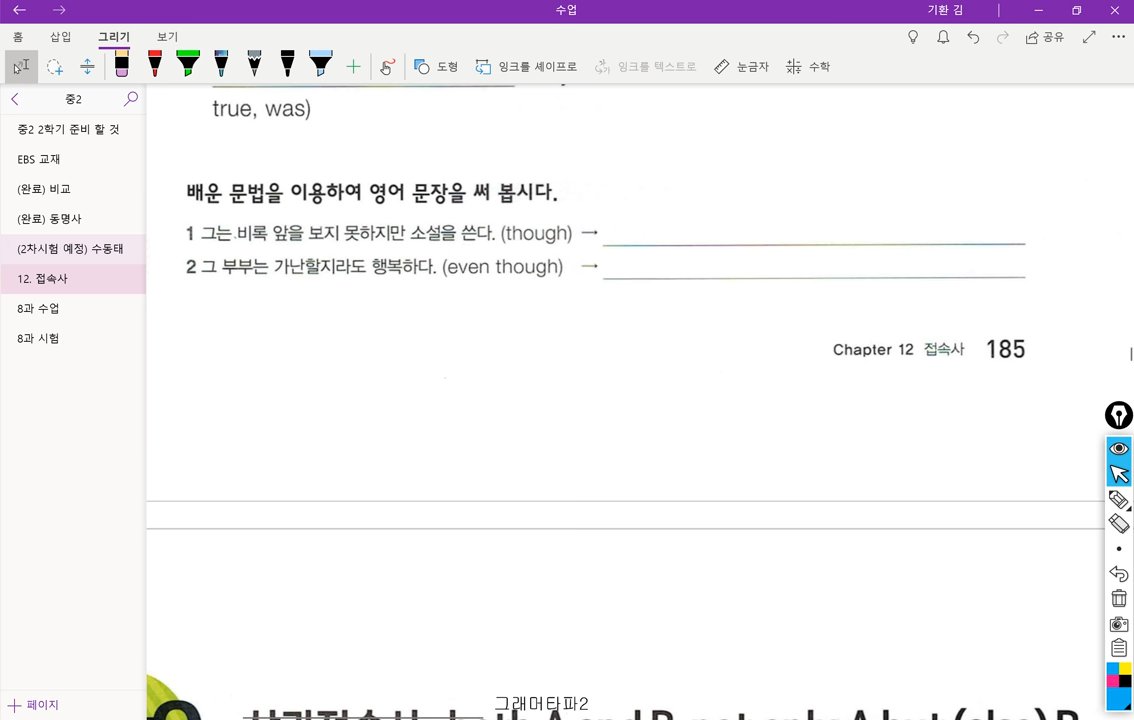 수업
기환 김
홈 삽입 그리기 보기
공유
도형 잉크를 셰이프로 잉크를 텍스트로 눈금자 수학
중2
중2 2학기 준비 할 것
EBS 교재
(완료) 비교
(완료) 동명사
(2차시험 예정) 수동태
12. 접속사
8과 수업
8과 시험
페이지
true, was)
배운 문법을 이용하여 영어 문장을 써 봅시다.
1 그는 비록 앞을 보지 못하지만 소설을 쓴다. (though) →
2 그 부부는 가난할지라도 행복하다. (even though) →
Chapter 12 접속사 185
그래머타파2